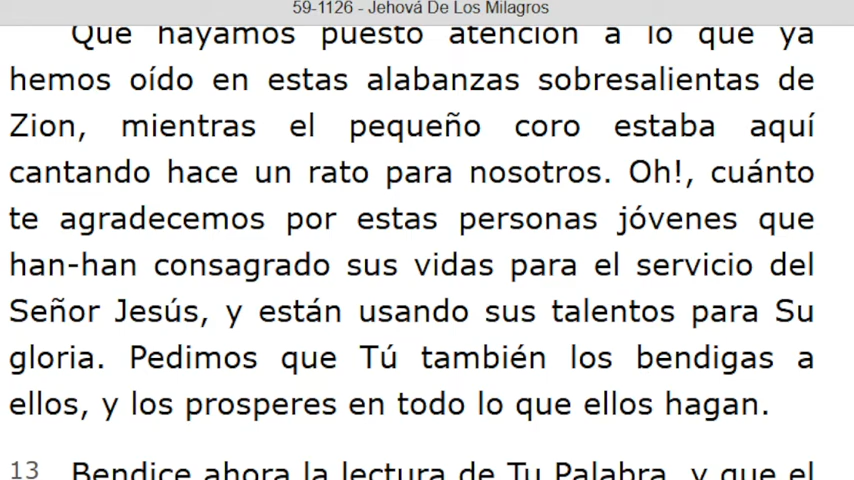 59-1126 - Jehová De Los Milagros
Que hayamos puesto atención a lo que ya
hemos oído en estas alabanzas sobresalientas de
Zion, mientras el pequeño coro estaba aquí
cantando hace un rato para nosotros. Oh!, cuánto
te agradecemos por estas personas jóvenes que
han-han consagrado sus vidas para el servicio del
Señor Jesús, y están usando sus talentos para Su
gloria. Pedimos que Tú también los bendigas a
ellos, y los prosperes en todo lo que ellos hagan.
13 Bendice ahora la lectura de Tu Palabra, y que el